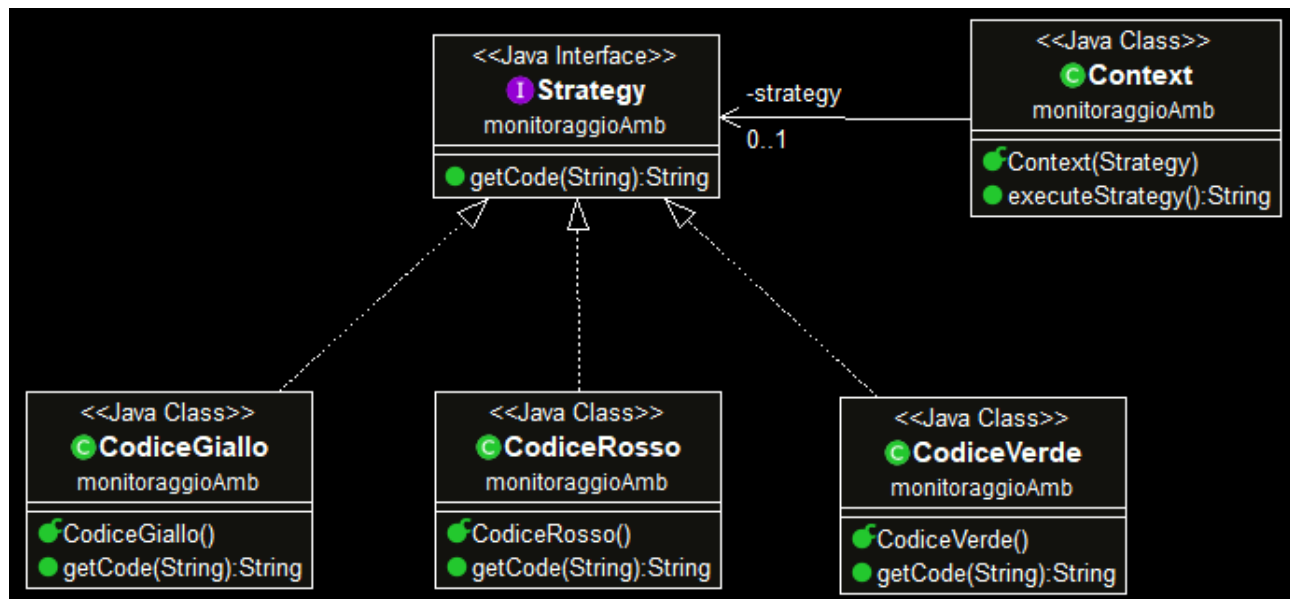 <<Java Interface>>
Strategy
monitoraggioAmb
getCode(String):String
-strategy
0..1
<<Java Class>>
Context
monitoraggioAmb
Context(Strategy)
executeStrategy():String
<<Java Class>>
CodiceGiallo
monitoraggioAmb
CodiceGiallo()
getCode(String):String
<<Java Class>>
CodiceRosso
monitoraggioAmb
CodiceRosso()
getCode(String):String
<<Java Class>>
CodiceVerde
monitoraggioAmb
CodiceVerde()
getCode(String):String